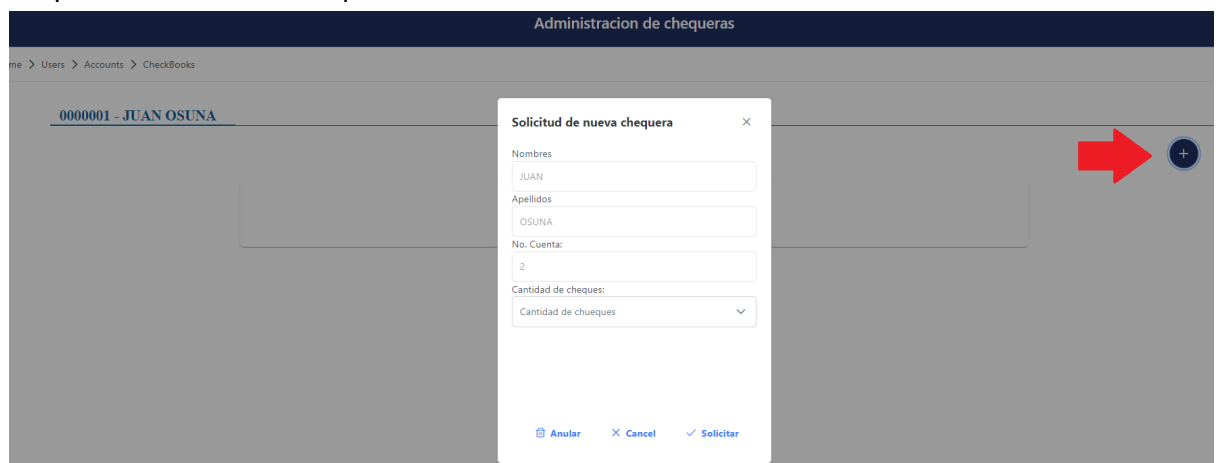 Administracion de chequeras
me > Users > Accounts > CheckBooks
0000001 - JUAN OSUNA
Solicitud de nueva chequera
Nombres
JUAN
Apellidos
OSUNA
No. Cuenta:
2
Cantidad de cheques:
Cantidad de chueques
Anular Cancel Solicitar